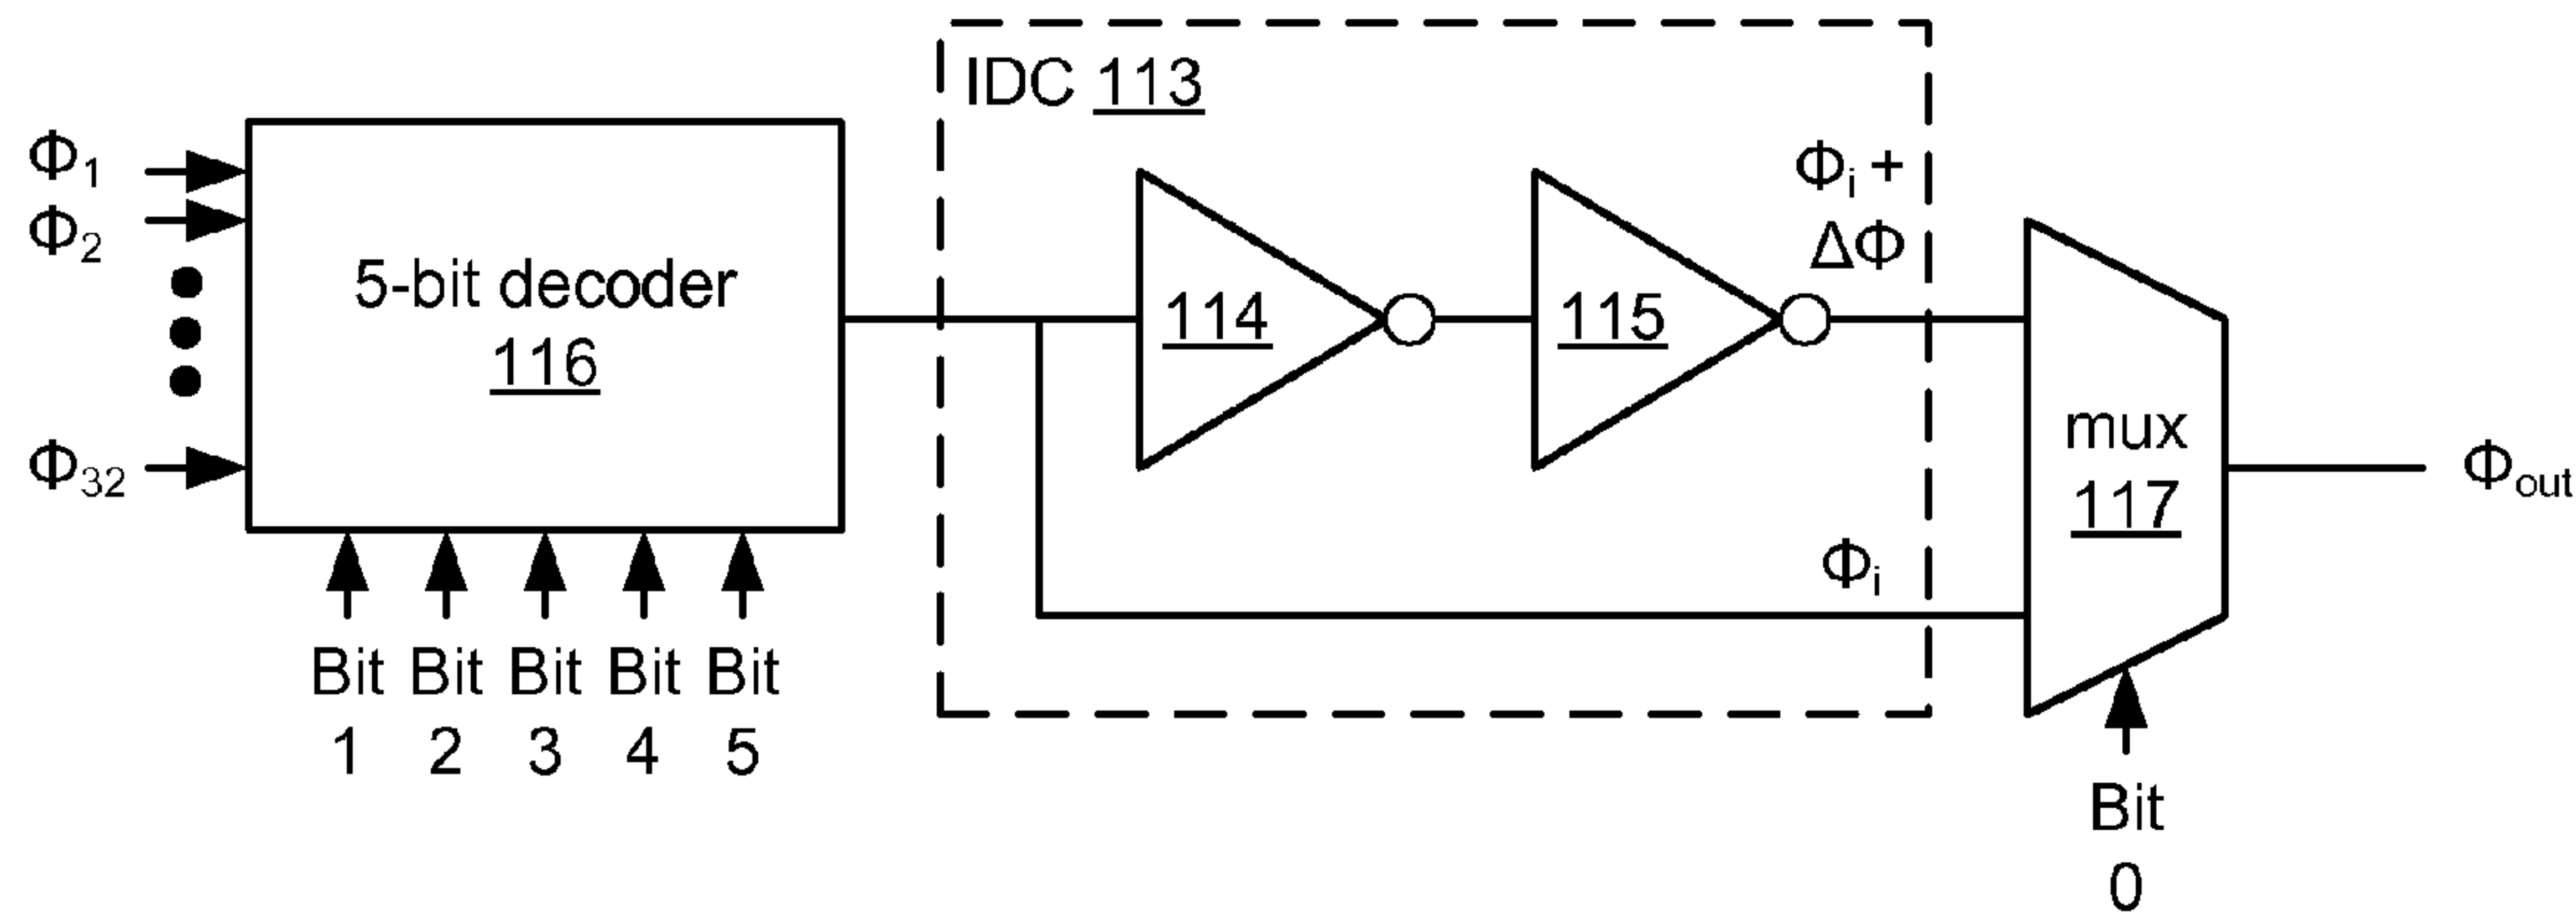 IDC 113
Φ1
Φ2
Φ32
5-bit decoder
116
114
115
Φi +
ΔΦ
Φi
mux
117
Φout
Bit Bit Bit Bit Bit
1 2 3 4 5
Bit
0